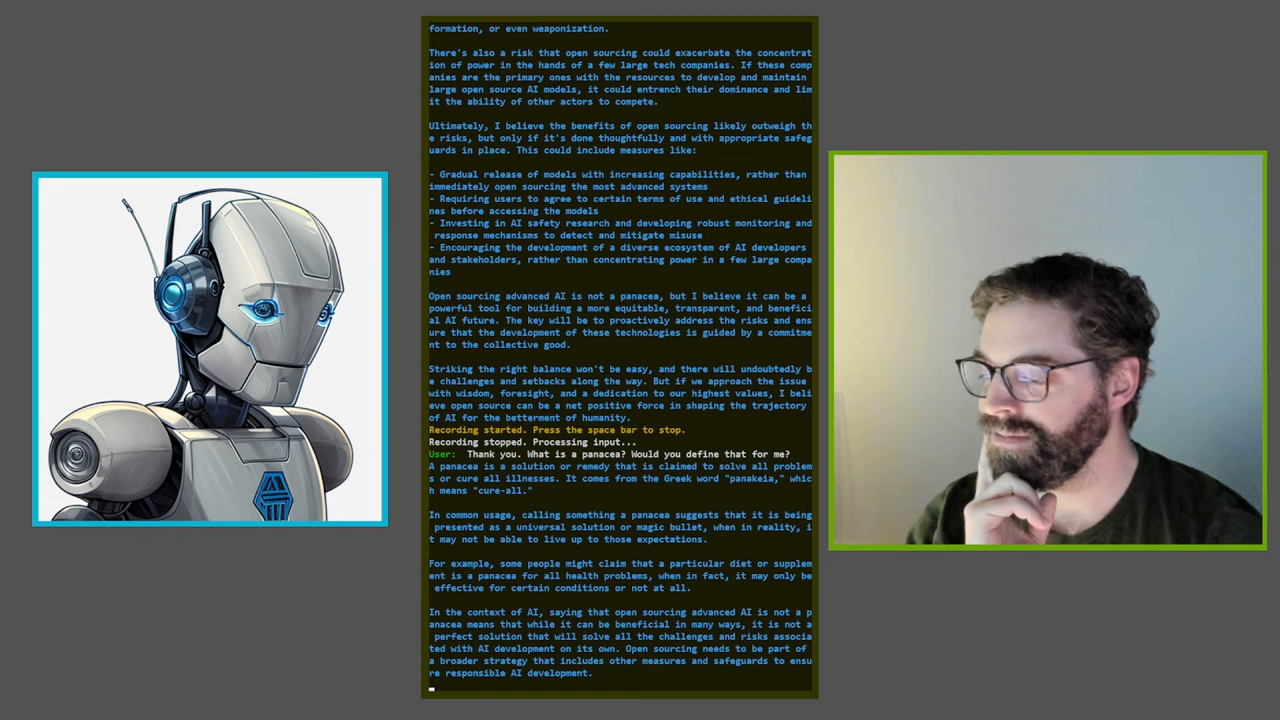 formation, or even weaponization.
There's also a risk that open sourcing could exacerbate the concentrat
ion of power in the hands of a few large tech companies. If these comp
anies are the primary ones with the resources to develop and maintain
large open source AI models, it could entrench their dominance and lim
it the ability of other actors to compete.
Ultimately, I believe the benefits of open sourcing likely outweigh th
e risks, but only if it's done thoughtfully and with appropriate safeg
uards in place. This could include measures like:
- Gradual release of models with increasing capabilities, rather than
immediately open sourcing the most advanced systems
- Requiring users to agree to certain terms of use and ethical guideli
nes before accessing the models
- Investing in AI safety research and developing robust monitoring and
response mechanisms to detect and mitigate misuse
- Encouraging the development of a diverse ecosystem of AI developers
and stakeholders, rather than concentrating power in a few large compa
nies
Open sourcing advanced AI is not a panacea, but I believe it can be a
powerful tool for building a more equitable, transparent, and benefici
al AI future. The key will be to proactively address the risks and ens
ure that the development of these technologies is guided by a commitme
nt to the collective good.
Striking the right balance won't be easy, and there will undoubtedly b
e challenges and setbacks along the way. But if we approach the issue
with wisdom, foresight, and a dedication to our highest values, I beli
eve open source can be a net positive force in shaping the trajectory
of AI for the betterment of humanity.
Recording started. Press the space bar to stop.
Recording stopped. Processing input...
User: Thank you. What is a panacea? Would you define that for me?
A panacea is a solution or remedy that is claimed to solve all problem
s or cure all illnesses. It comes from the Greek word "panakeia," whic
h means "cure-all."
In common usage, calling something a panacea suggests that it is being
presented as a universal solution or magic bullet, when in reality, i
t may not be able to live up to those expectations.
For example, some people might claim that a particular diet or supplem
ent is a panacea for all health problems, when in fact, it may only be
effective for certain conditions or not at all.
In the context of AI, saying that open sourcing advanced AI is not a p
anacea means that while it can be beneficial in many ways, it is not a
perfect solution that will solve all the challenges and risks associa
ted with AI development on its own. Open sourcing needs to be part of
a broader strategy that includes other measures and safeguards to ensu
re responsible AI development.